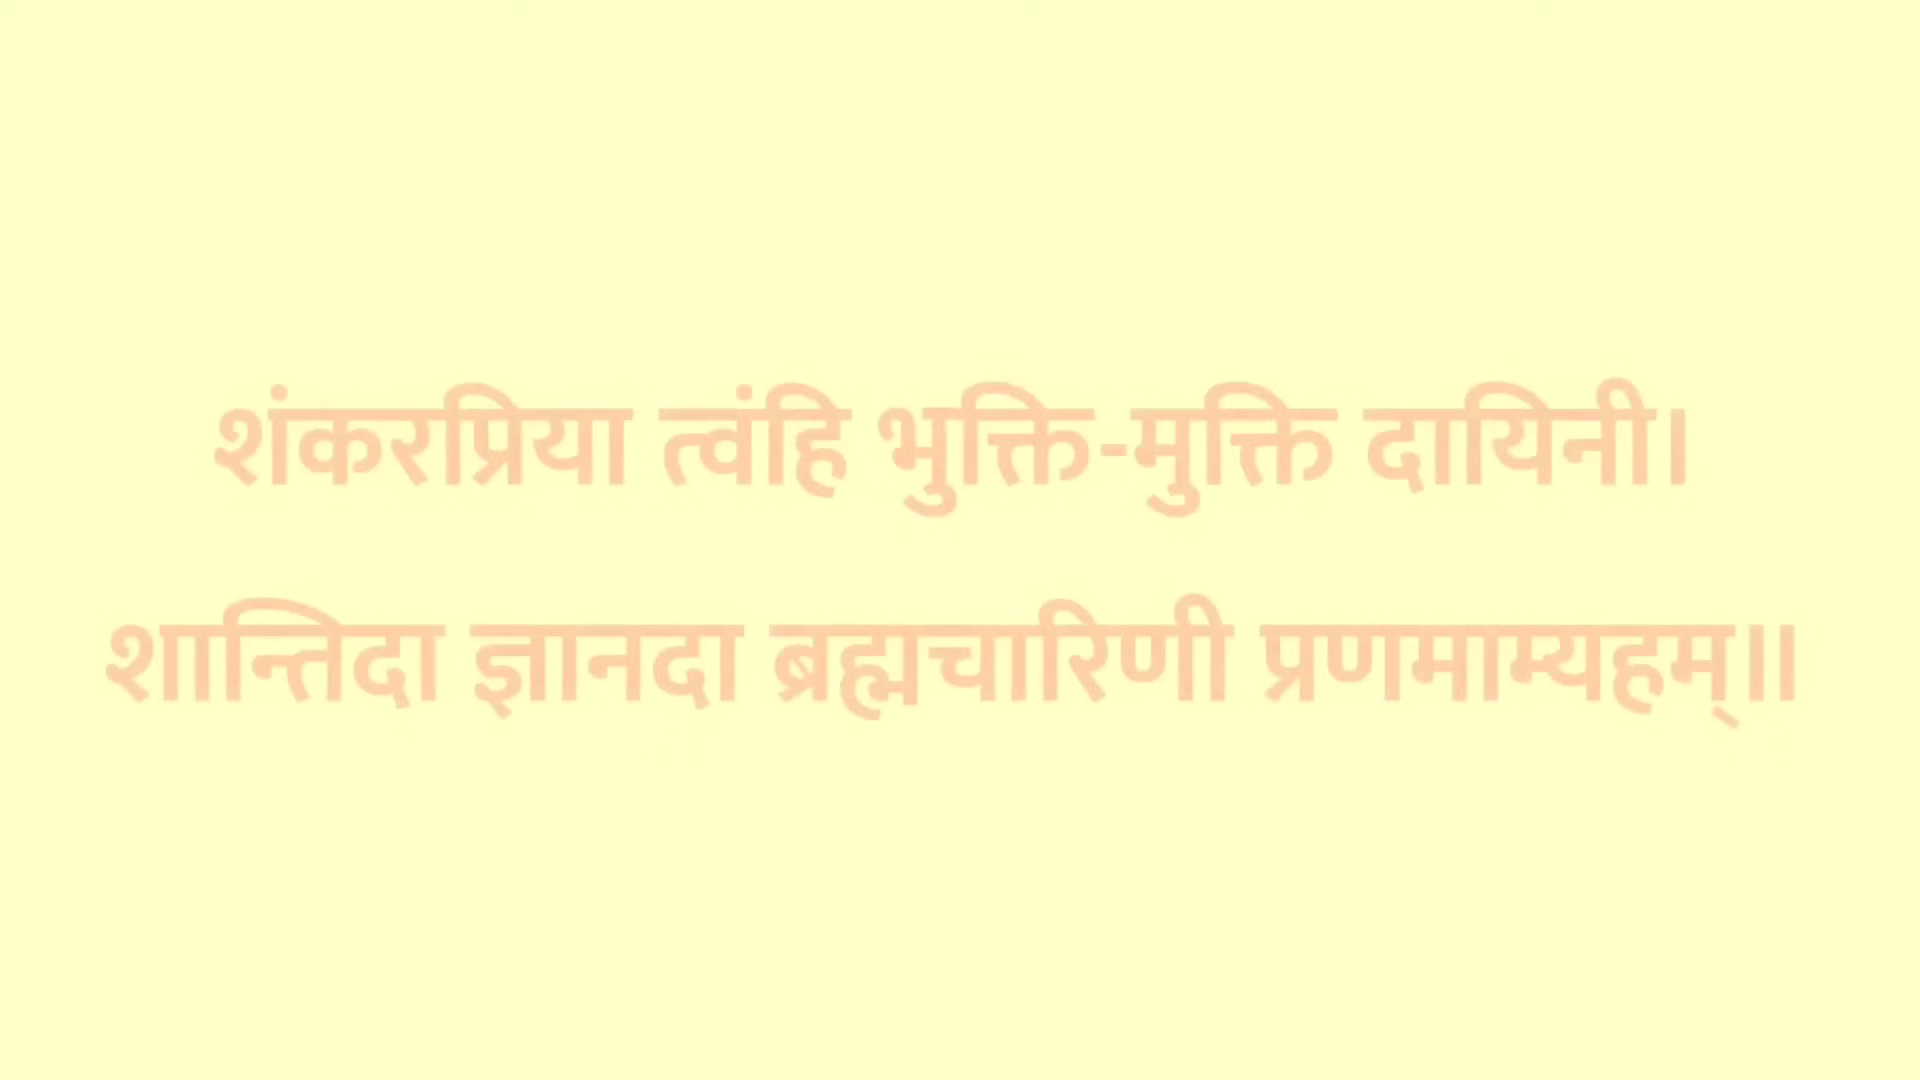 शंकरप्रिया त्वंहि भुक्ति-मुक्ति दायिनी।
शान्तिदा ज्ञानदा ब्रह्मचारिणी प्रणमाम्यहम्॥